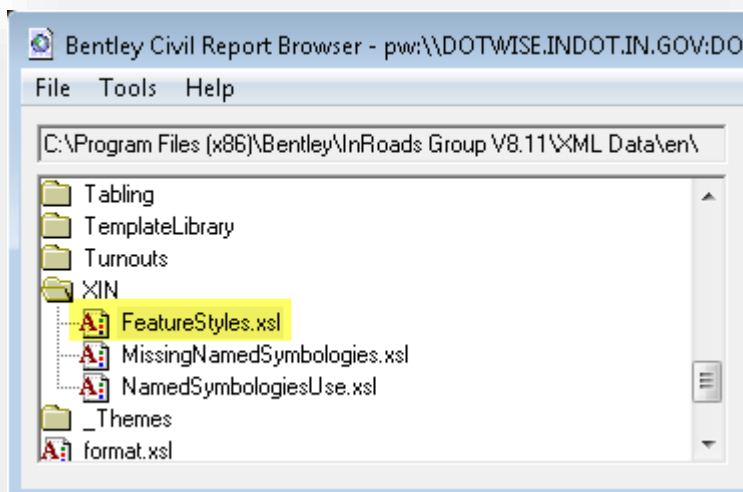 Bentley Civil Report Browser - pw:\\DOTWISE.INDOT.IN.GOV:DO
File Tools Help
C:\Program Files (x86)\Bentley\InRoads Group V8.11\XML Data\en\
Tabling
TemplateLibrary
Turnouts
XIN
FeatureStyles.xsl
MissingNamedSymbologies.xsl
NamedSymbologiesUse.xsl
_Themes
format.xsl